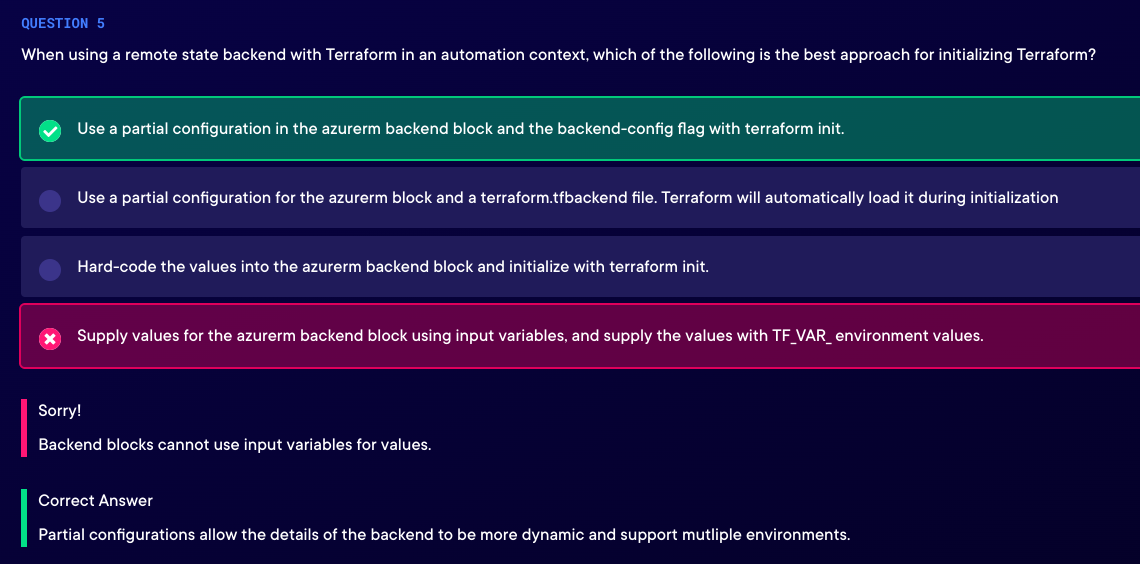 QUESTION 5
When using a remote state backend with Terraform in an automation context, which of the following is the best approach for initializing Terraform?
Use a partial configuration in the azurerm backend block and the backend-config flag with terraform init.
Use a partial configuration for the azurerm block and a terraform.tfbackend file. Terraform will automatically load it during initialization
Hard-code the values into the azurerm backend block and initialize with terraform init.
Supply values for the azurerm backend block using input variables, and supply the values with TF_VAR_ environment values.
Sorry!
Backend blocks cannot use input variables for values.
Correct Answer
Partial configurations allow the details of the backend to be more dynamic and support mutliple environments.